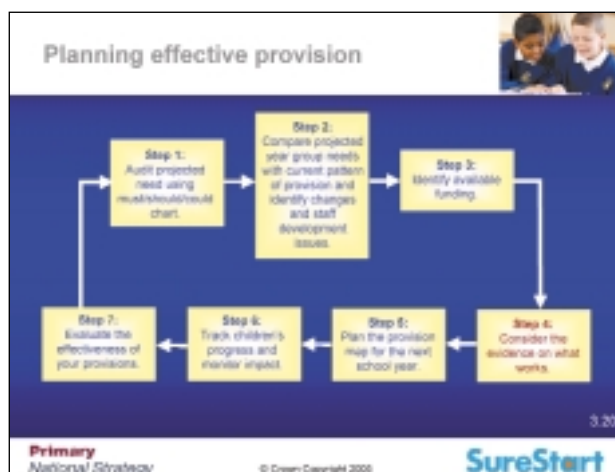 Planning effective provision
Step 1:
Audit projected
need using
must/should/could
chart.
Step 2:
Compare projected
year group needs
with current pattern
of provision and
identify changes
and staff
development
issues.
Step 3:
Identify available
funding.
Step 4:
Consider the
evidence on what
works.
Step 5:
Plan the provision
map for the next
school year.
Step 6:
Track children's
progress and
monitor impact.
Step 7:
Evaluate the
effectiveness of
your provisions.
3.20
Primary
National Strategy
© Crown Copyright
SureStart